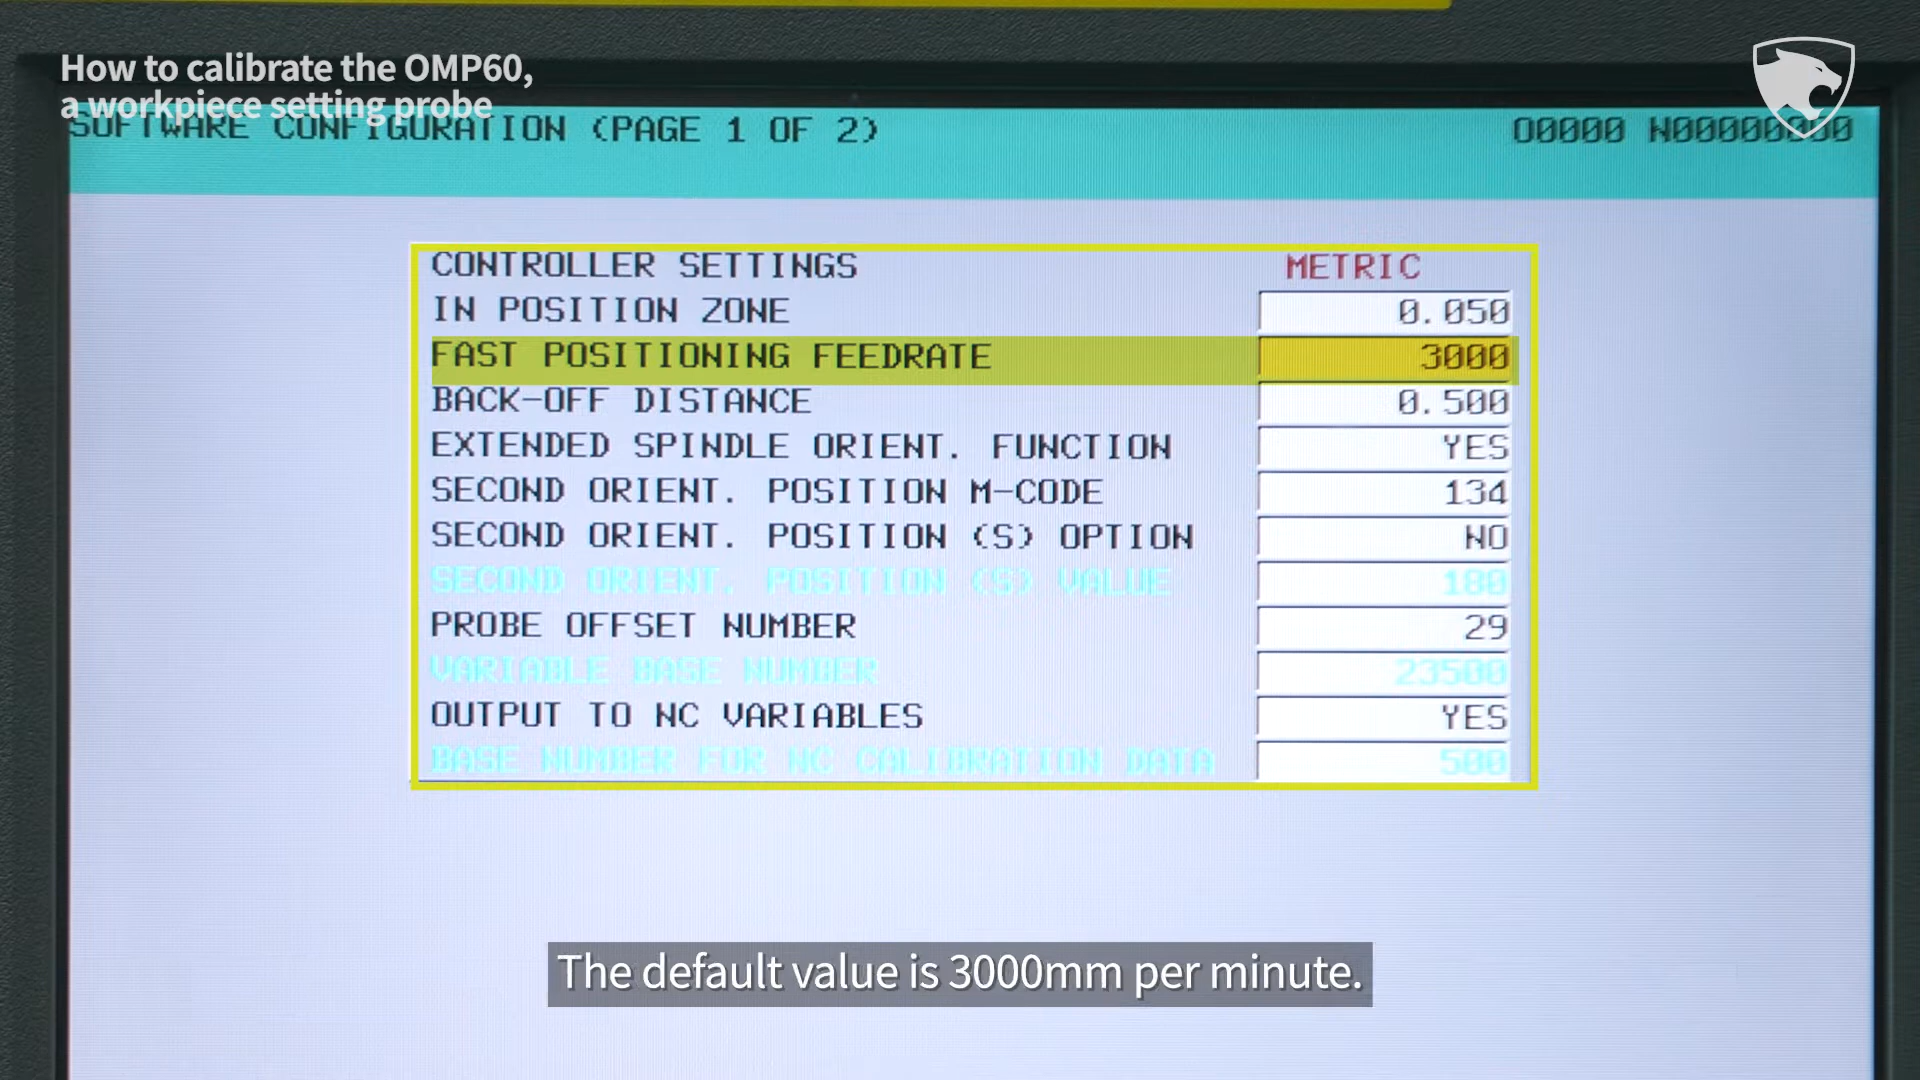 How to calibrate the OMP60,
a workpiece setting probe
SOFTWARE CONFIGURATION (PAGE 1 OF 2) O0000 N00000000
CONTROLLER SETTINGS METRIC
IN POSITION ZONE 0.050
FAST POSITIONING FEEDRATE 3000
BACK-OFF DISTANCE 0.500
EXTENDED SPINDLE ORIENT. FUNCTION YES
SECOND ORIENT. POSITION M-CODE 134
SECOND ORIENT. POSITION (S) OPTION NO
SECOND ORIENT. POSITION (S) VALUE 180
PROBE OFFSET NUMBER 29
VARIABLE BASE NUMBER 23500
OUTPUT TO NC VARIABLES YES
BASE NUMBER FOR NC CALIBRATION DATA 500
The default value is 3000mm per minute.